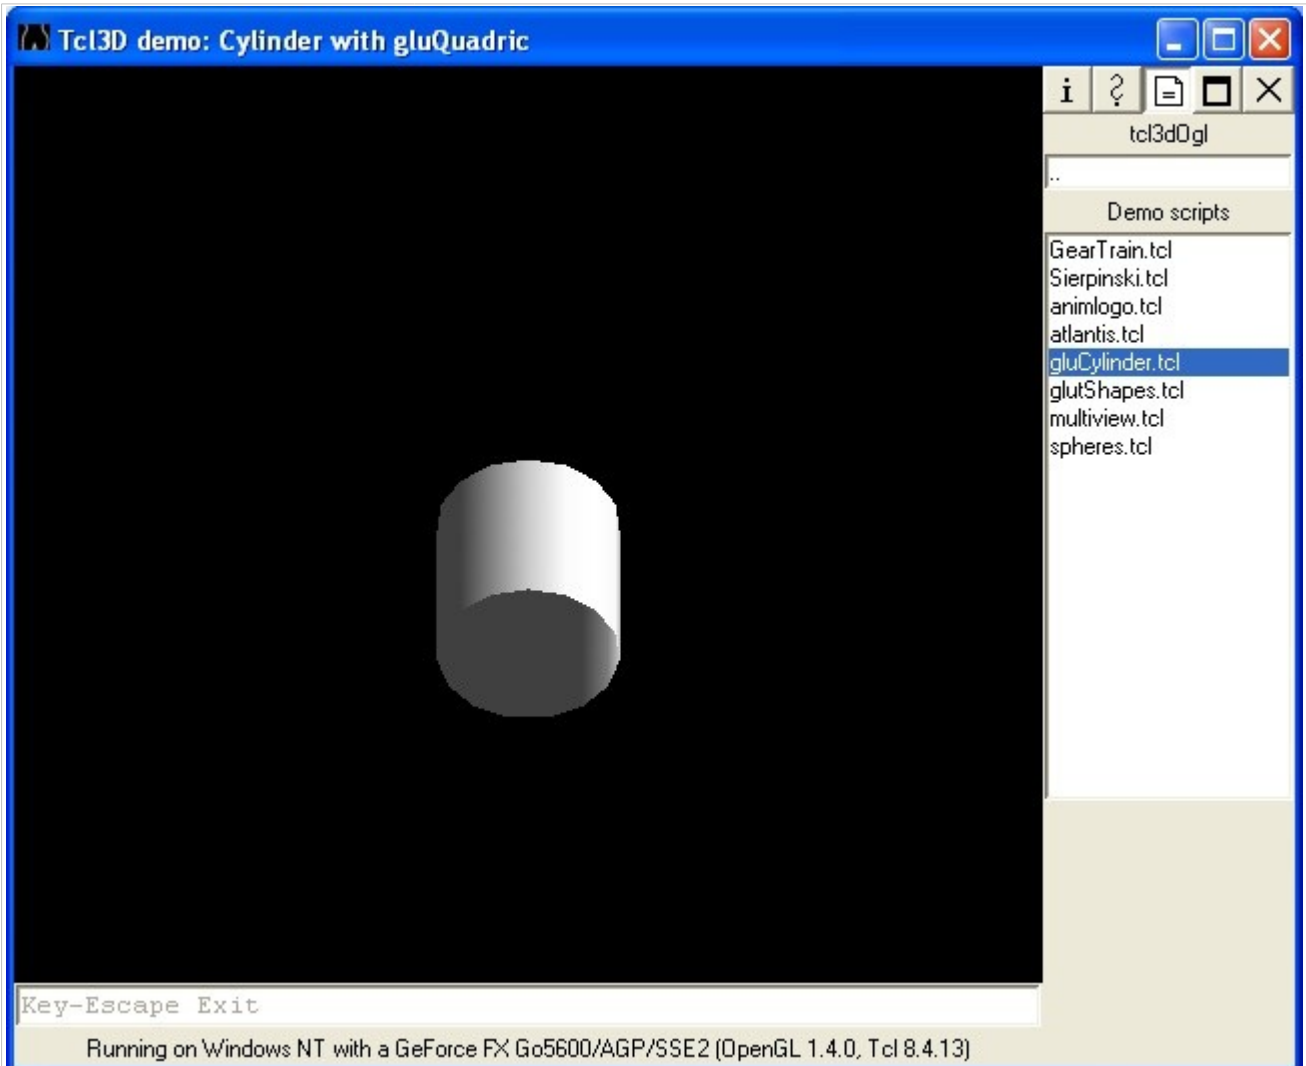 Tcl3D demo: Cylinder with gluQuadric
i ?
tcl3dOgl
..
Demo scripts
GearTrain.tcl
Sierpinski.tcl
animlogo.tcl
atlantis.tcl
gluCylinder.tcl
glutShapes.tcl
multiview.tcl
spheres.tcl
Key-Escape Exit
Running on Windows NT with a GeForce FX Go5600/AGP/SSE2 (OpenGL 1.4.0, Tcl 8.4.13)